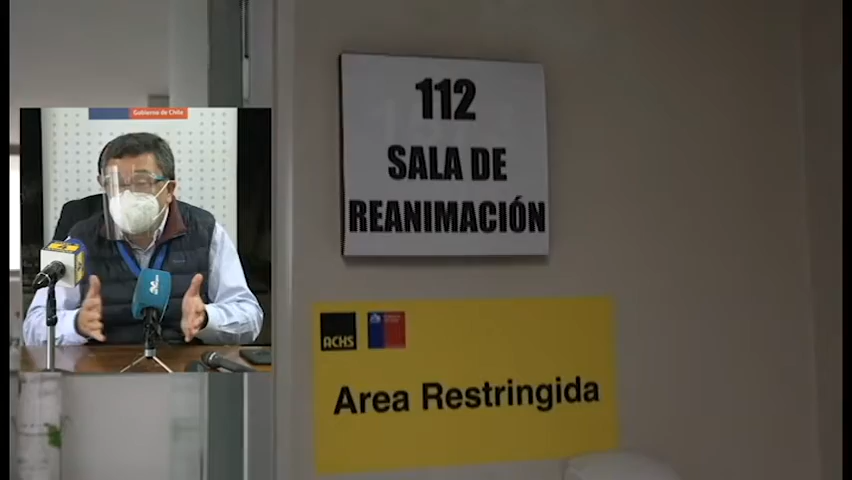 Gobierno de Chile
112
SALA DE
REANIMACIÓN
ACHS
Area Restringida